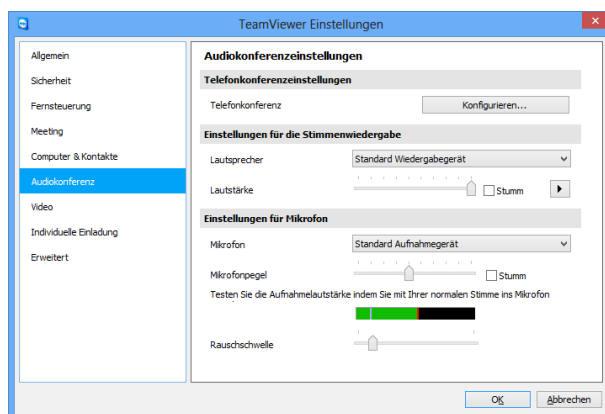 TeamViewer Einstellungen
Allgemein
Sicherheit
Fernsteuerung
Meeting
Computer & Kontakte
Audiokonferenz
Video
Individuelle Einladung
Erweitert
Audiokonferenzeinstellungen
Telefonkonferenzeinstellungen
Telefonkonferenz
Konfigurieren...
Einstellungen für die Stimmenwiedergabe
Lautsprecher
Standard Wiedergabegerät
Lautstärke
Stumm
Einstellungen für Mikrofon
Mikrofon
Standard Aufnahmegerät
Mikrofonpegel
Stumm
Testen Sie die Aufnahmelautstärke indem Sie mit Ihrer normalen Stimme ins Mikrofon
Rauschschwelle
OK
Abbrechen